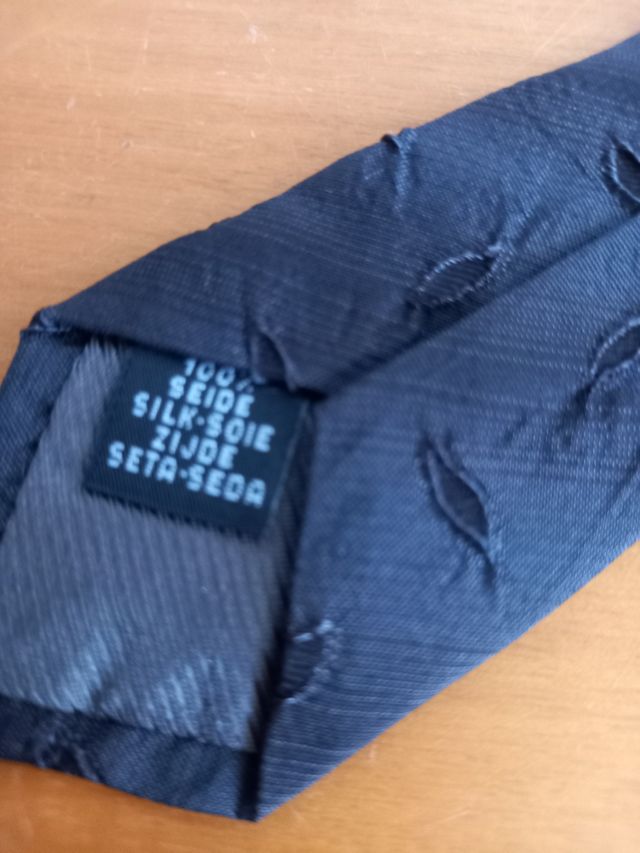 100%
SEIDE
SILK-SOIE
ZIJDE
SETA-SEDA